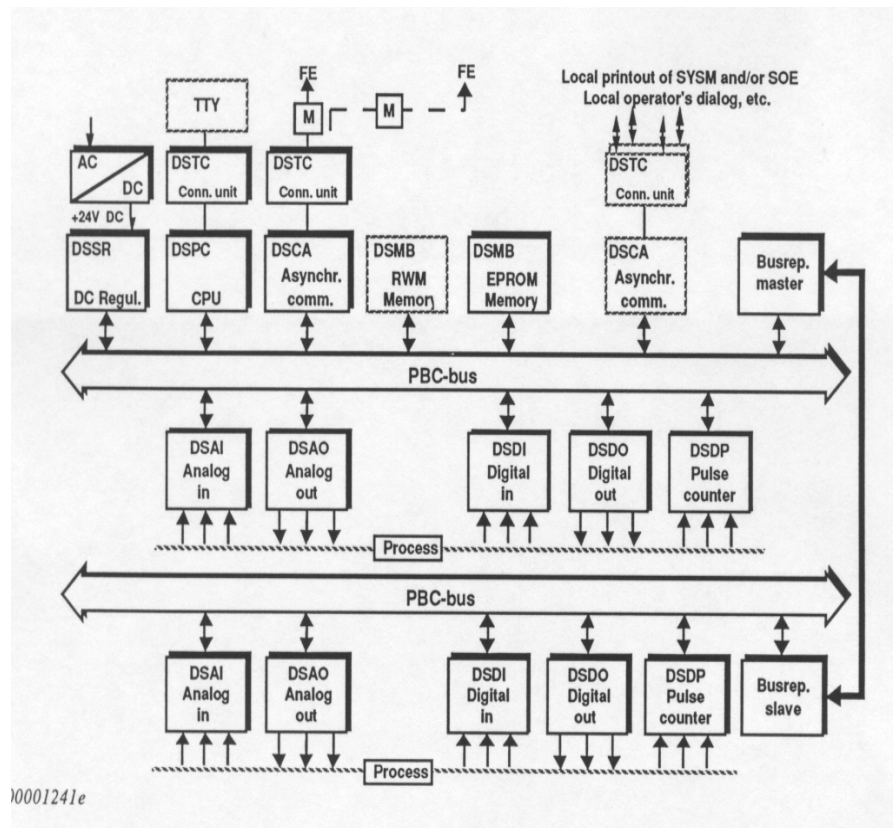 FE
FE
Local printout of SYSM and/or SOE
Local operator's dialog, etc.
TTY
M
M
AC
DC
DSTC
Conn. unit
DSTC
Conn. unit
DSTC
Conn. unit
+24V DC
DSSR
DC Regul.
DSPC
CPU
DSCA
Asynchr.
comm.
DSMB
RWM
Memory
DSMB
EPROM
Memory
DSCA
Asynchr.
comm.
Busrep.
master
PBC-bus
DSAI
Analog
in
DSAO
Analog
out
DSDI
Digital
in
DSDO
Digital
out
DSDP
Pulse
counter
Process
PBC-bus
DSAI
Analog
in
DSAO
Analog
out
DSDI
Digital
in
DSDO
Digital
out
DSDP
Pulse
counter
Busrep.
slave
Process
00001241e